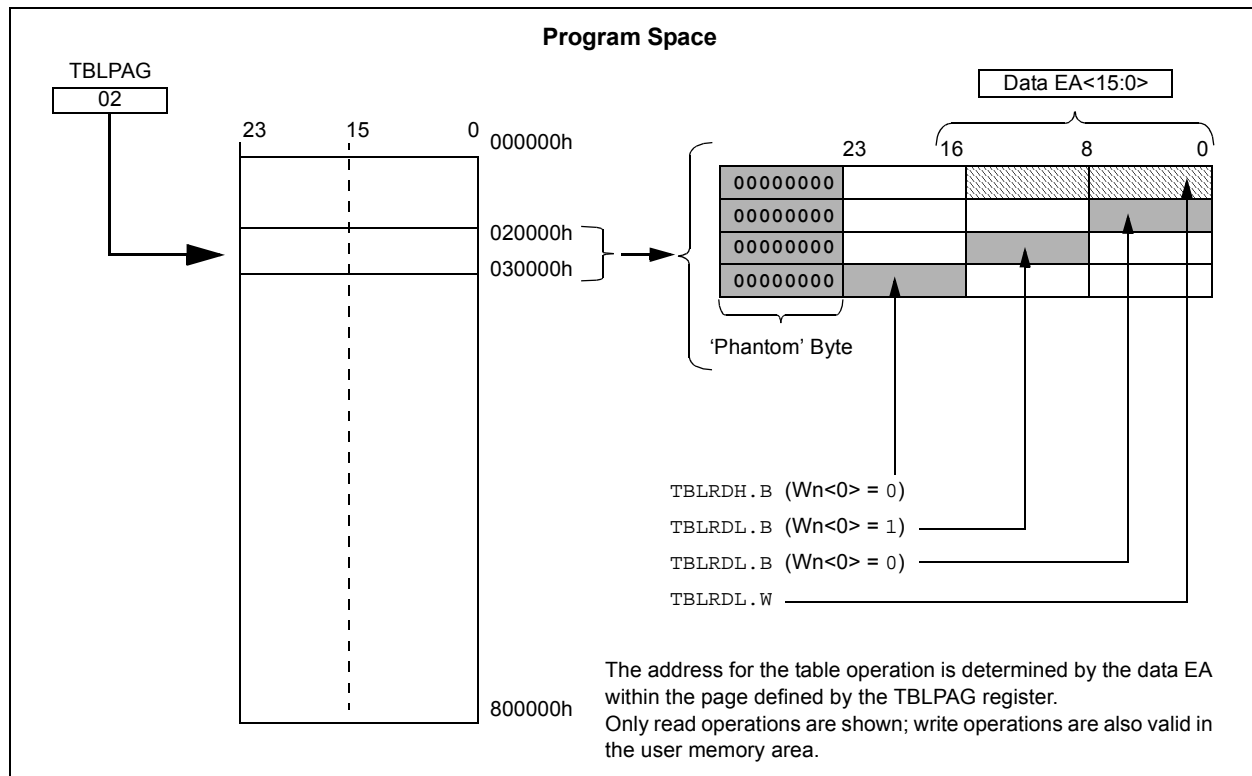 Program Space
TBLPAG
02
Data EA<15:0>
23 15 0
000000h
23 16 8 0
00000000
00000000
00000000
00000000
020000h
030000h
‘Phantom’ Byte
TBLRDH.B (Wn<0> = 0)
TBLRDL.B (Wn<0> = 1)
TBLRDL.B (Wn<0> = 0)
TBLRDL.W
800000h
The address for the table operation is determined by the data EA
within the page defined by the TBLPAG register.
Only read operations are shown; write operations are also valid in
the user memory area.